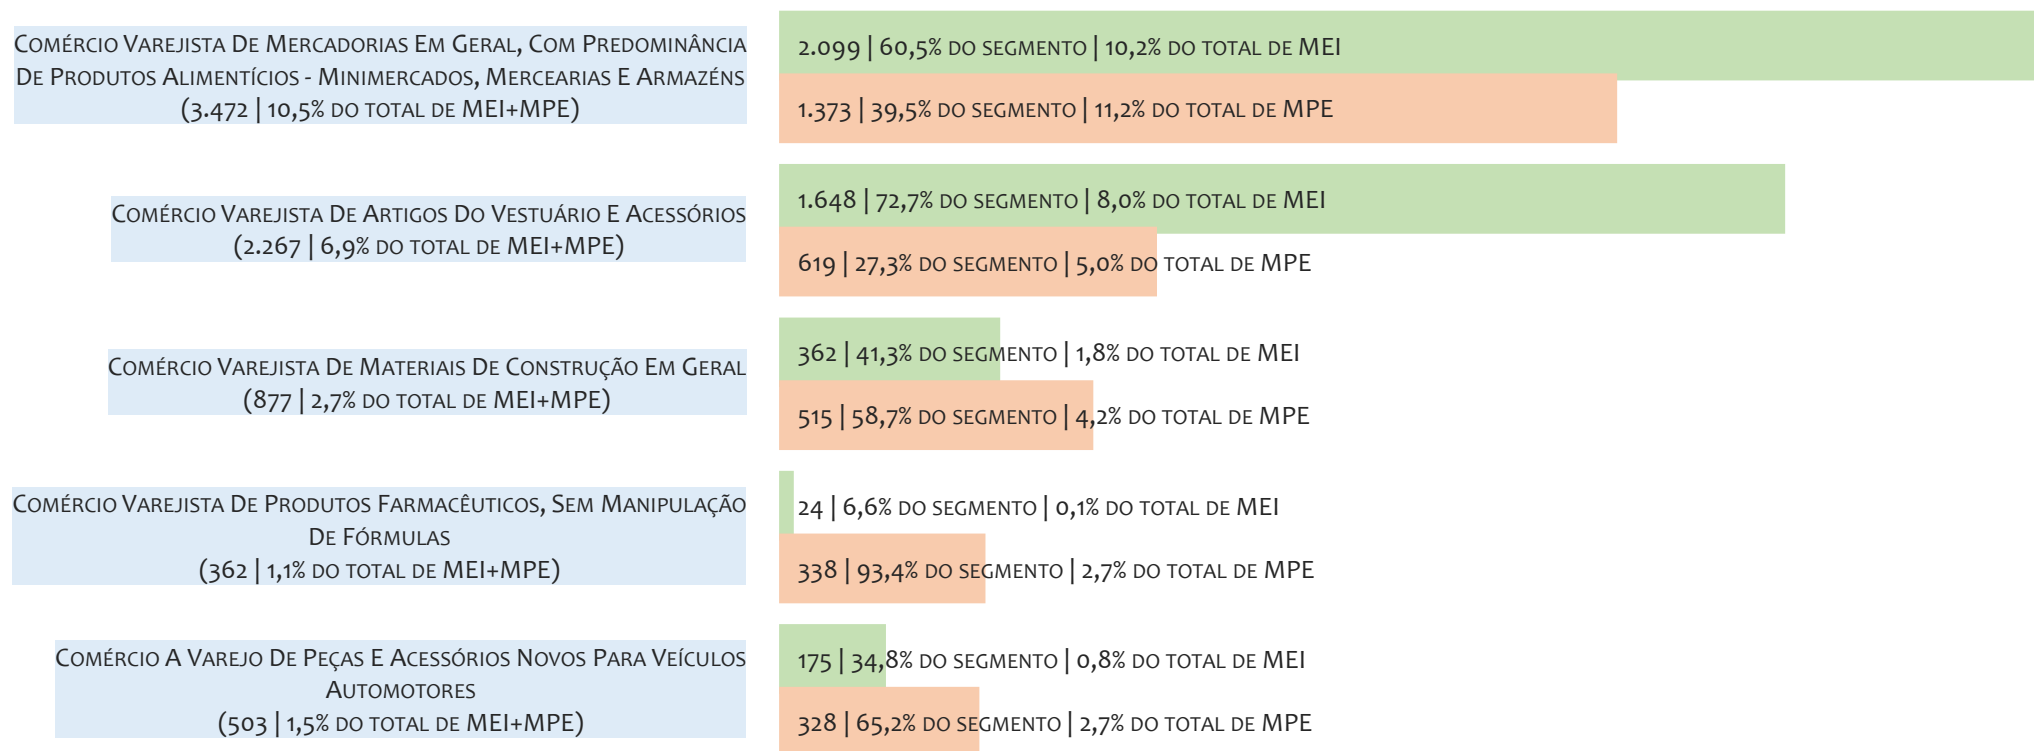 Comércio Varejista De Mercadorias Em Geral, Com Predominância
De Produtos Alimentícios - Minimercados, Mercearias E Armazéns
(3.472 | 10,5% do total de MEI+MPE)
2.099 | 60,5% do segmento | 10,2% do total de MEI
1.373 | 39,5% do segmento | 11,2% do total de MPE
Comércio Varejista De Artigos Do Vestuário E Acessórios
(2.267 | 6,9% do total de MEI+MPE)
1.648 | 72,7% do segmento | 8,0% do total de MEI
619 | 27,3% do segmento | 5,0% do total de MPE
Comércio Varejista De Materiais De Construção Em Geral
(877 | 2,7% do total de MEI+MPE)
362 | 41,3% do segmento | 1,8% do total de MEI
515 | 58,7% do segmento | 4,2% do total de MPE
Comércio Varejista De Produtos Farmacêuticos, Sem Manipulação
De Fórmulas
(362 | 1,1% do total de MEI+MPE)
24 | 6,6% do segmento | 0,1% do total de MEI
338 | 93,4% do segmento | 2,7% do total de MPE
Comércio A Varejo De Peças E Acessórios Novos Para Veículos
Automotores
(503 | 1,5% do total de MEI+MPE)
175 | 34,8% do segmento | 0,8% do total de MEI
328 | 65,2% do segmento | 2,7% do total de MPE